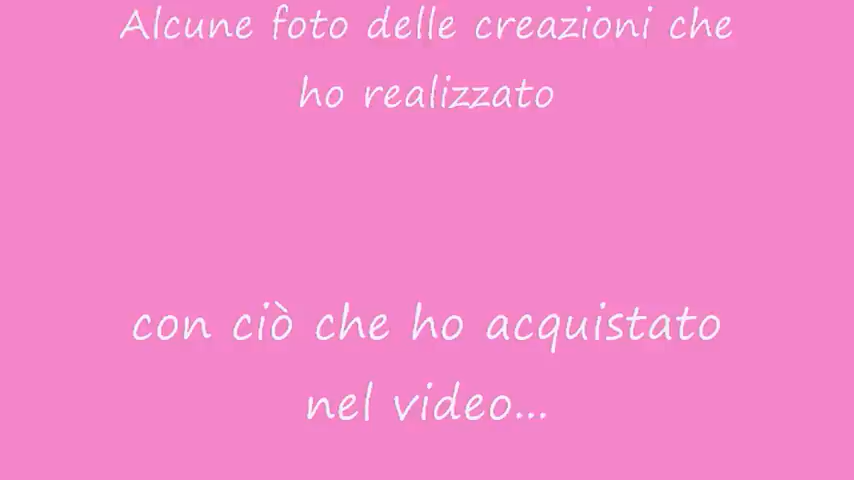 Alcune foto delle creazioni che
ho realizzato
con ciò che ho acquistato
nel video...